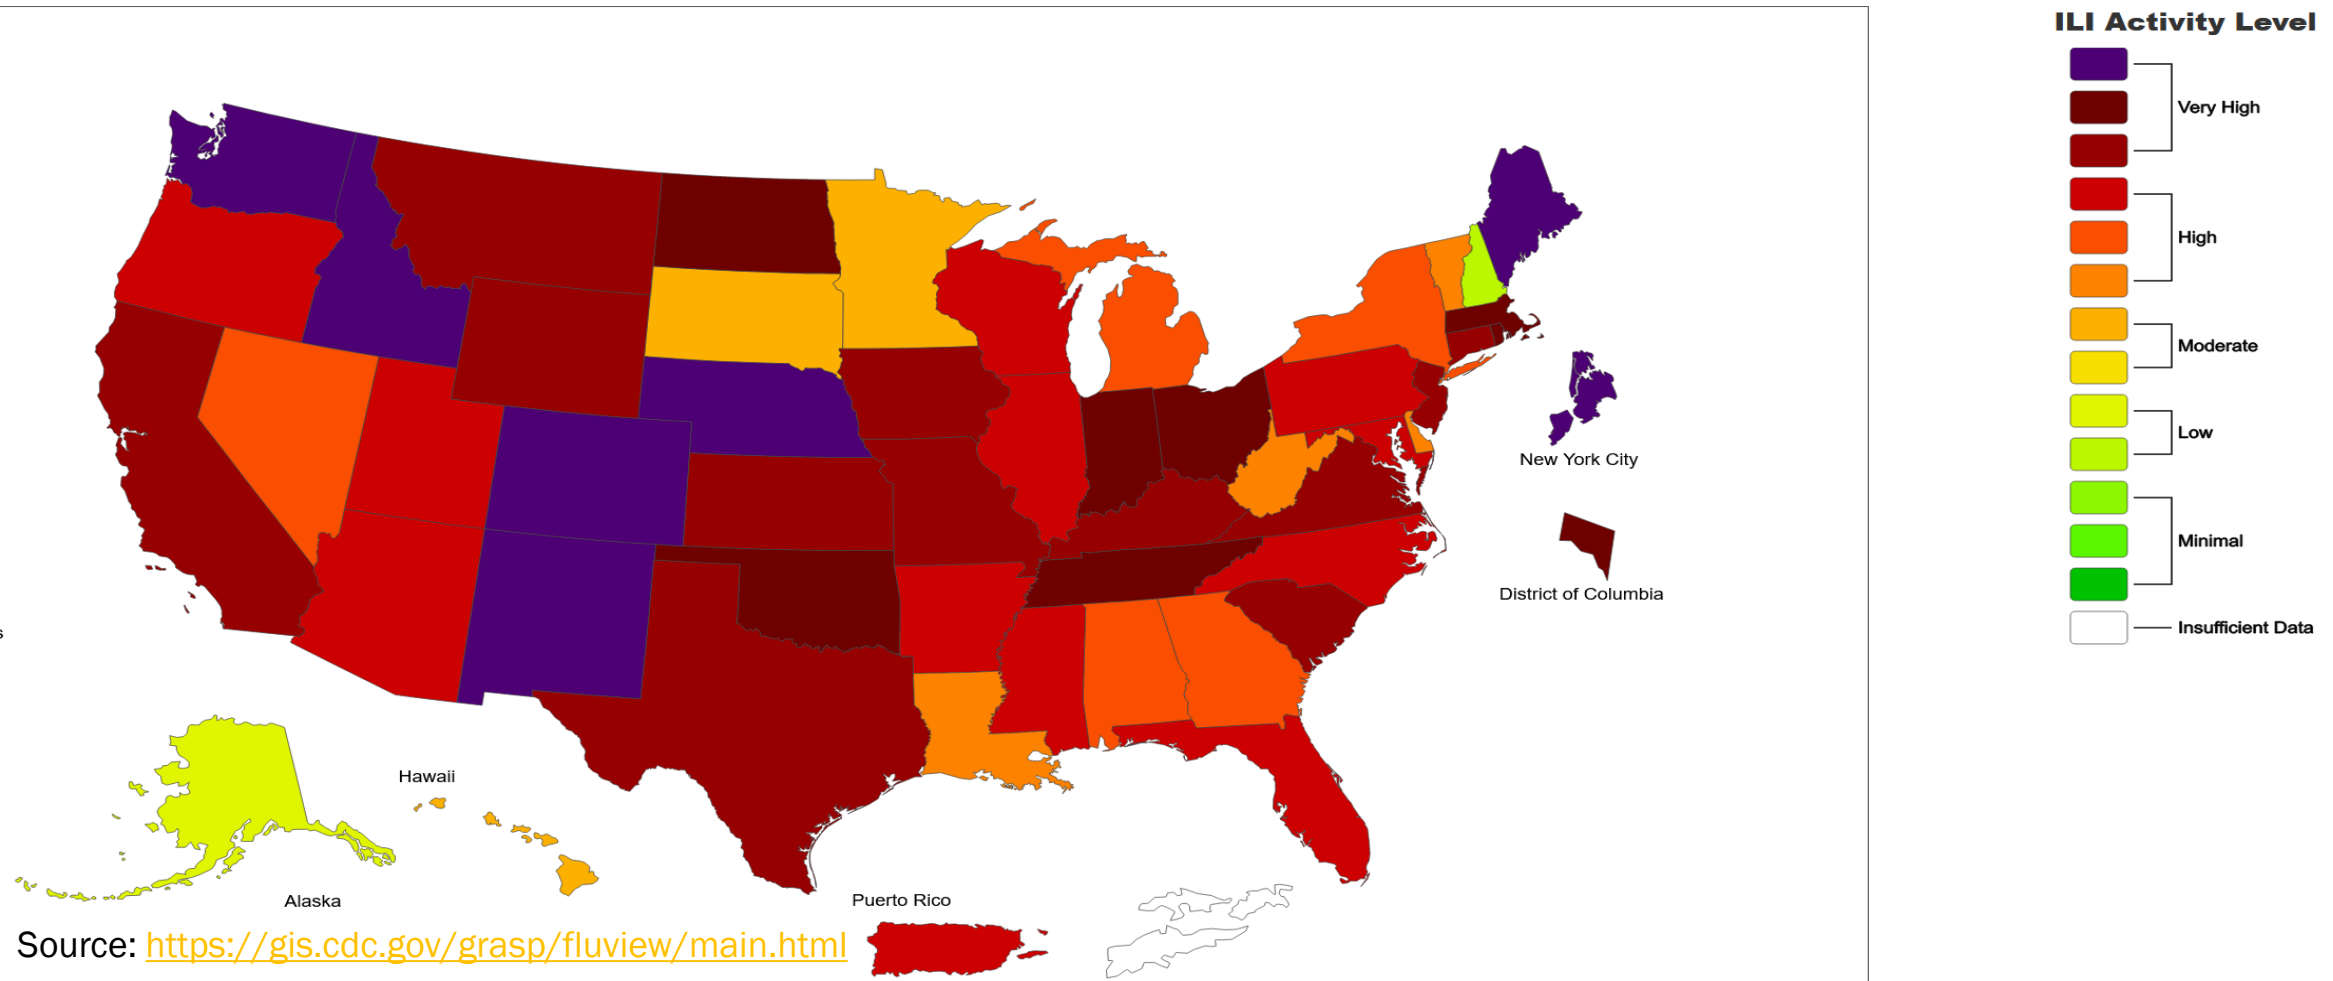 ILI Activity Level
Very High
High
Moderate
Low
Minimal
Insufficient Data
New York City
District of Columbia
s
Hawaii
Alaska
Puerto Rico
Source: https://gis.cdc.gov/grasp/fluview/main.html